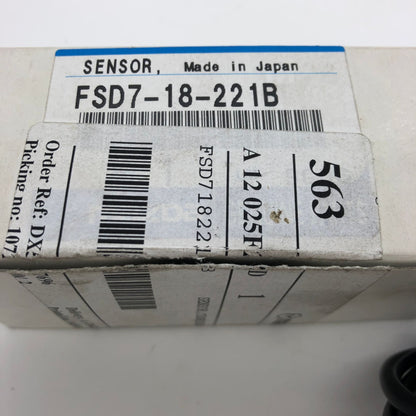 SENSOR, Made in Japan
FSD7-18-221B
563
A 12 025F
D 1
FSD718221
Order Ref: DX
Picking no: 107